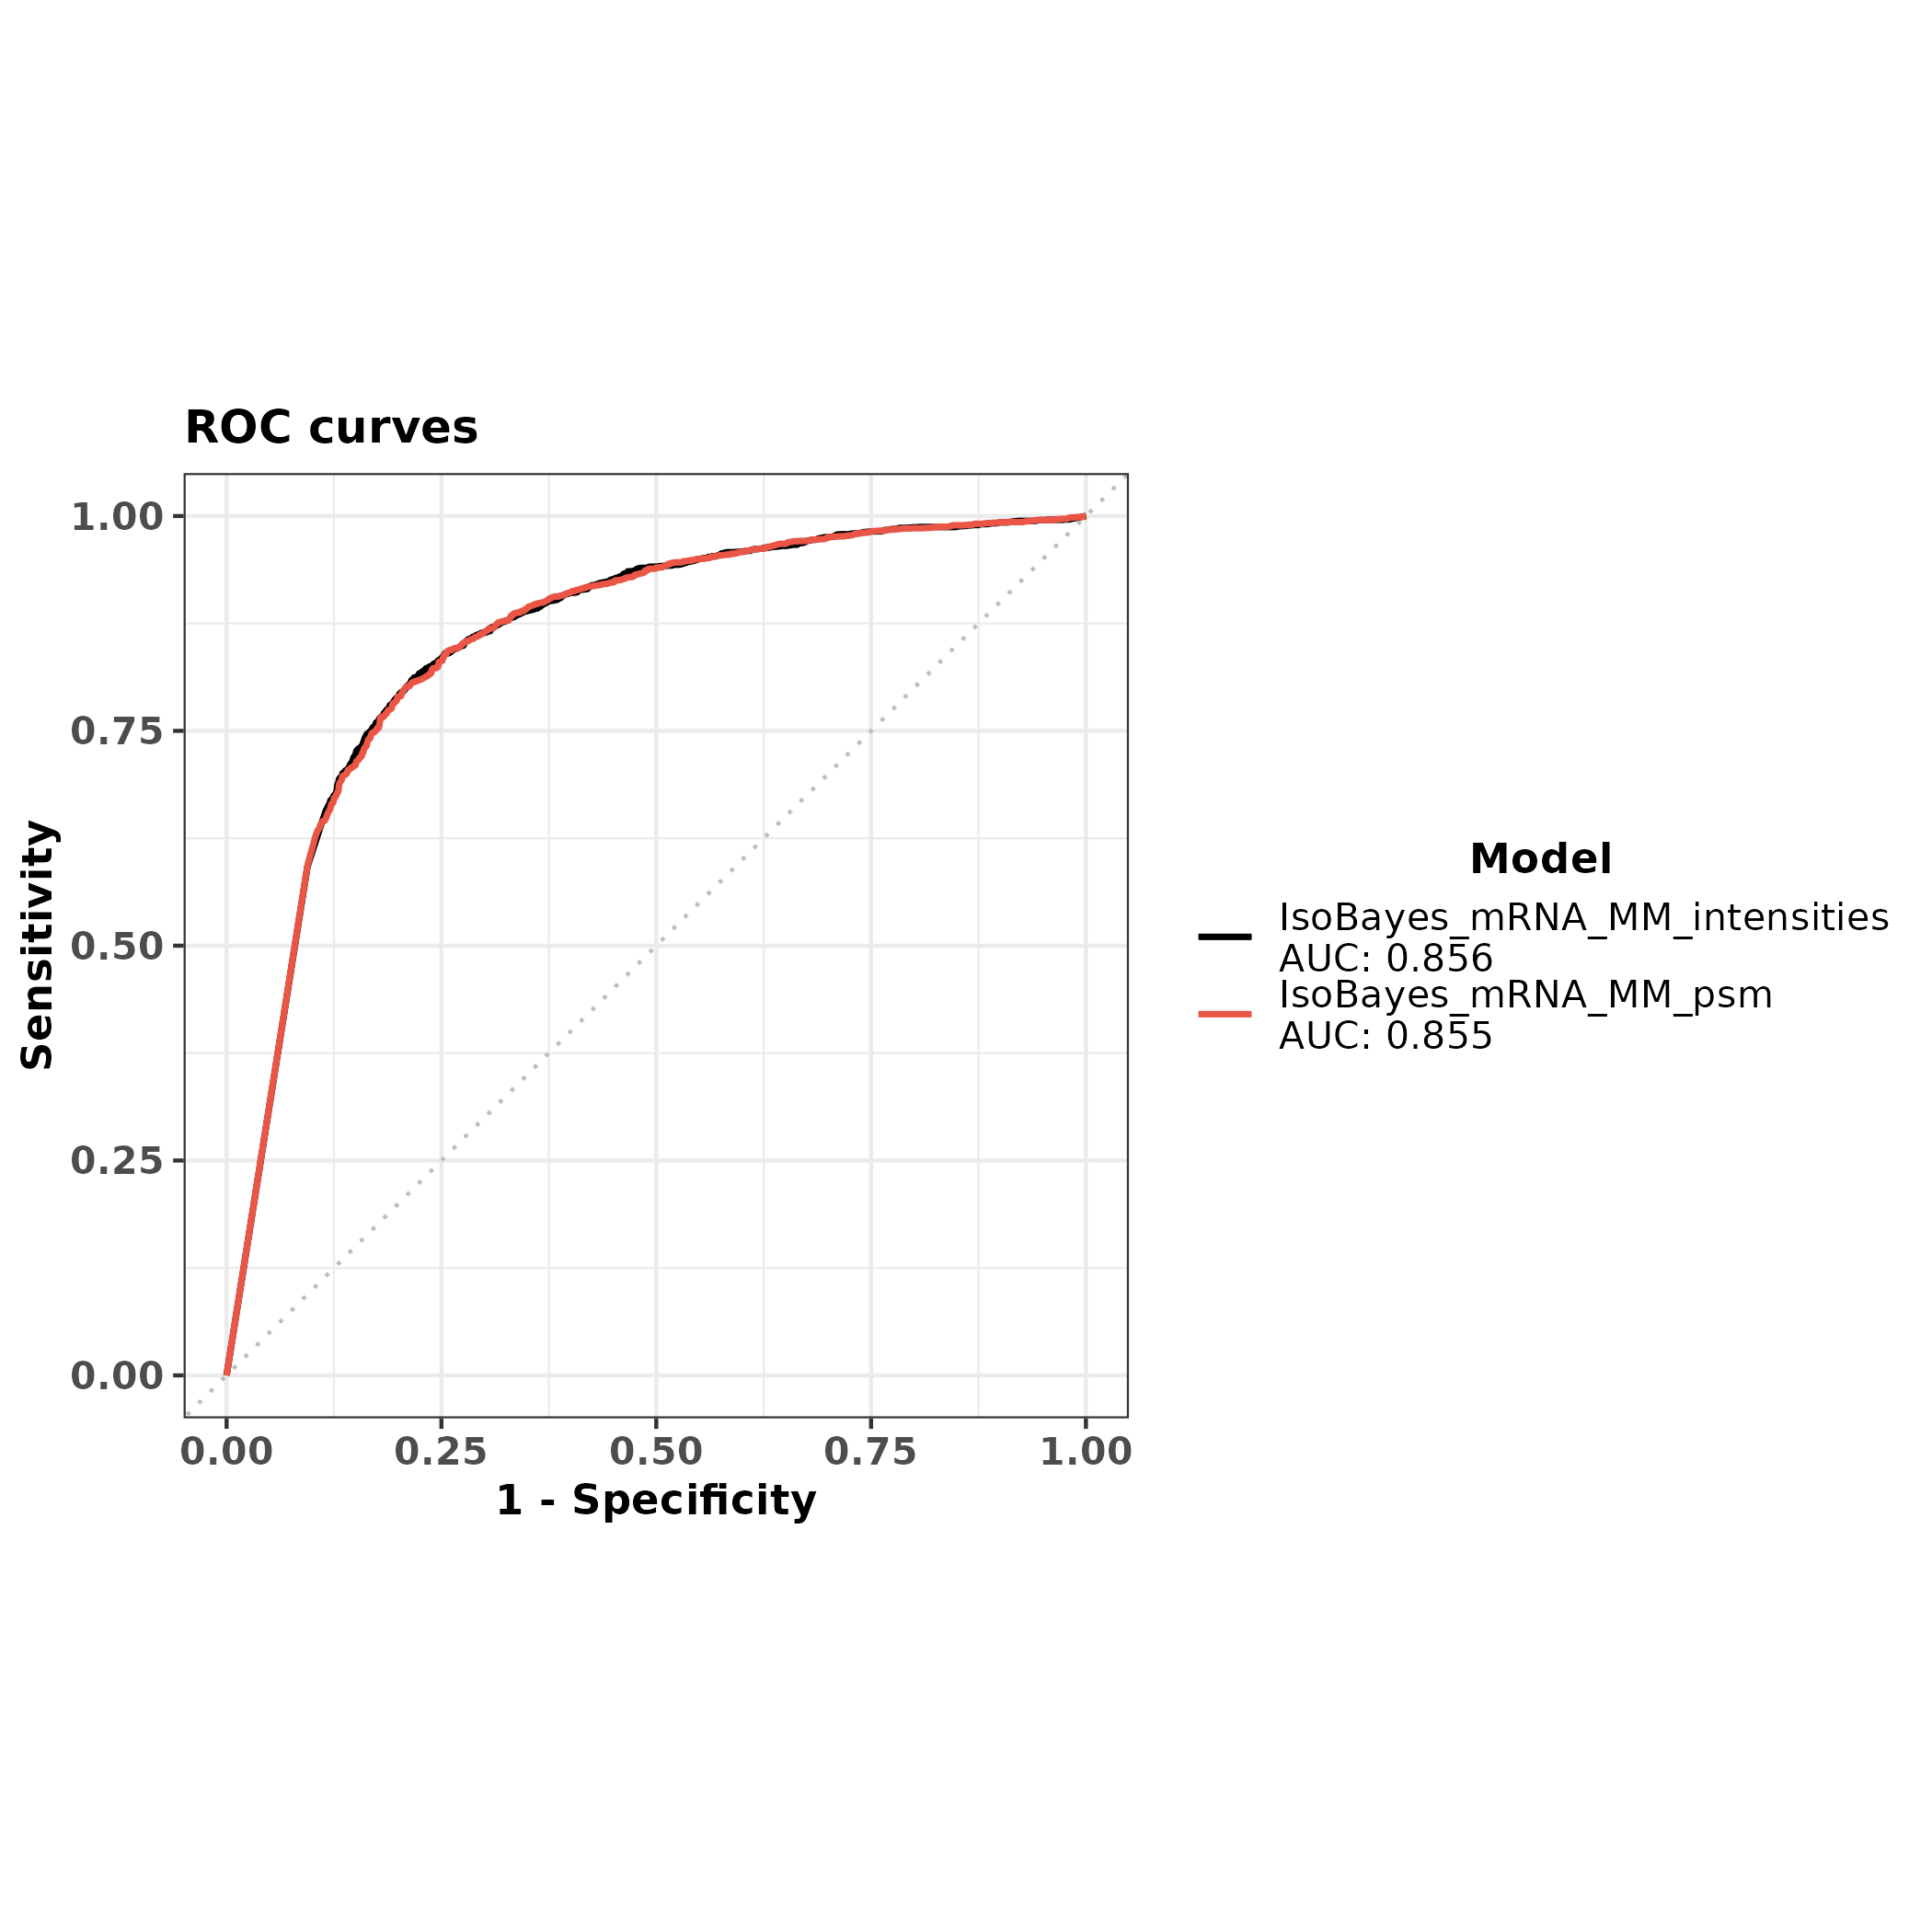 ROC curves
1.00
0.75
0.50
0.25
0.00
Sensitivity
0.00 0.25 0.50 0.75 1.00
1 - Specificity
Model
IsoBayes_mRNA_MM_intensities
AUC: 0.856
IsoBayes_mRNA_MM_psm
AUC: 0.855